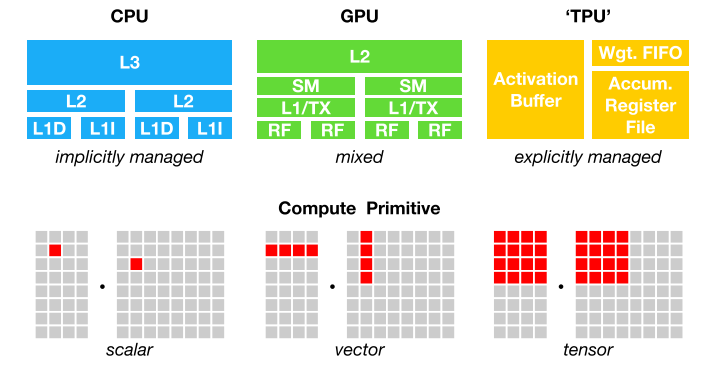 CPU
GPU
‘TPU’
L3
L2
L2
L1D
L1I
L1D
L1I
implicitly managed
L2
SM
SM
L1/TX
L1/TX
RF
RF
RF
RF
mixed
Activation
Buffer
Wgt. FIFO
Accum.
Register
File
explicitly managed
Compute Primitive
scalar
vector
tensor